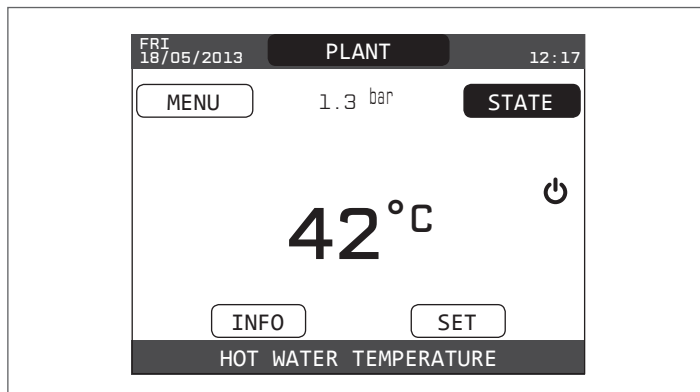 FRI
18/05/2013 PLANT 12:17
MENU 1.3 bar STATE
42°C
INFO SET
HOT WATER TEMPERATURE